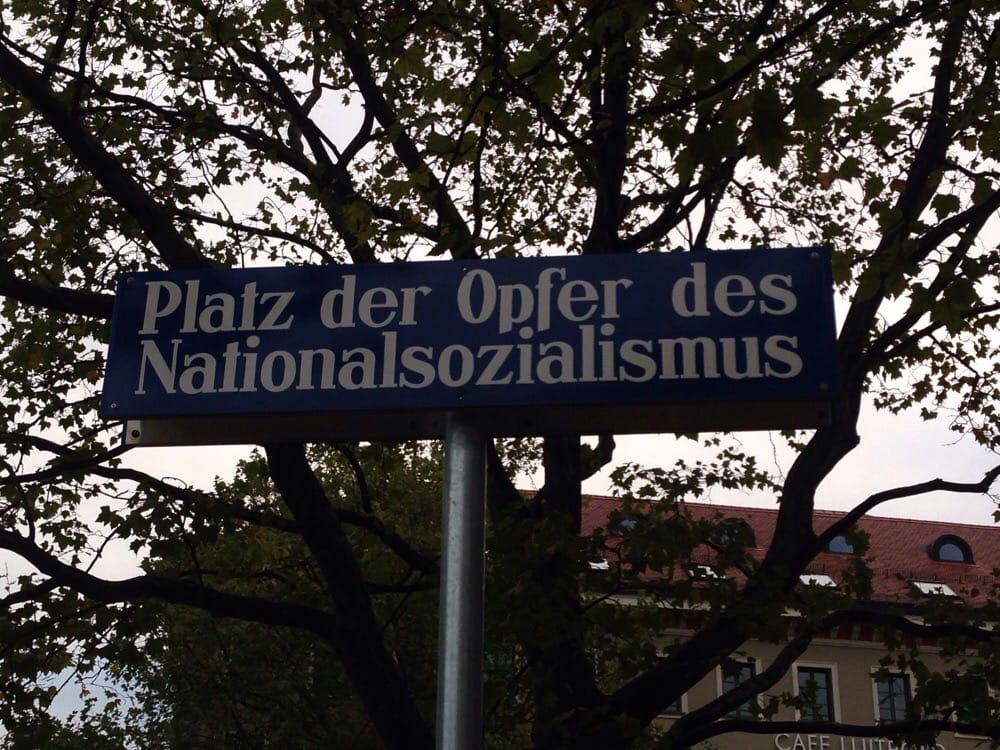 Platz der Opfer des
Nationalsozialismus
CAFE